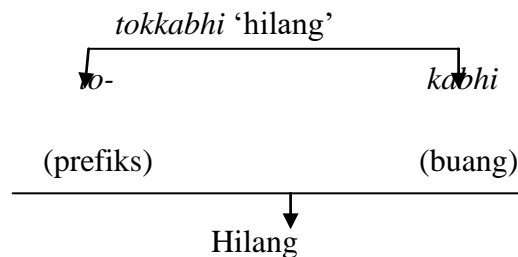 tokkabhi ‘hilang’
to- kabhi
(prefiks) (buang)
Hilang